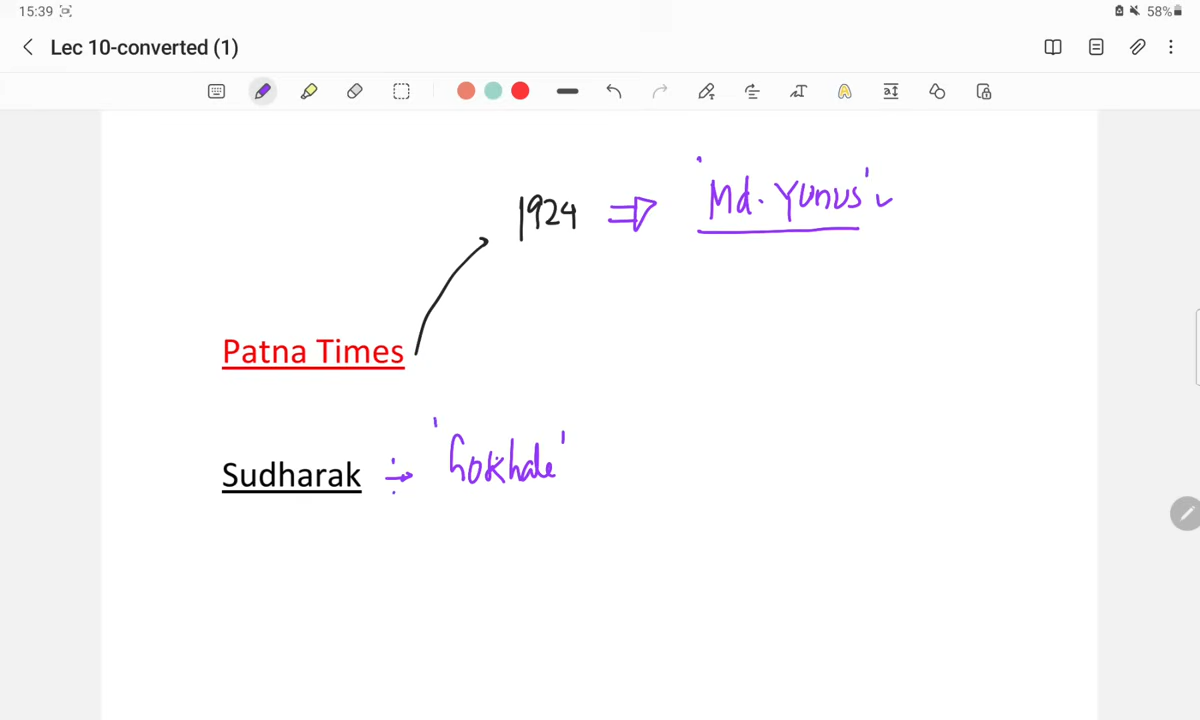 15:39 58%
Lec 10-converted (1)
1924 ⇒ 'Md. Yunus'
Patna Times
Sudharak → 'Gokhale'